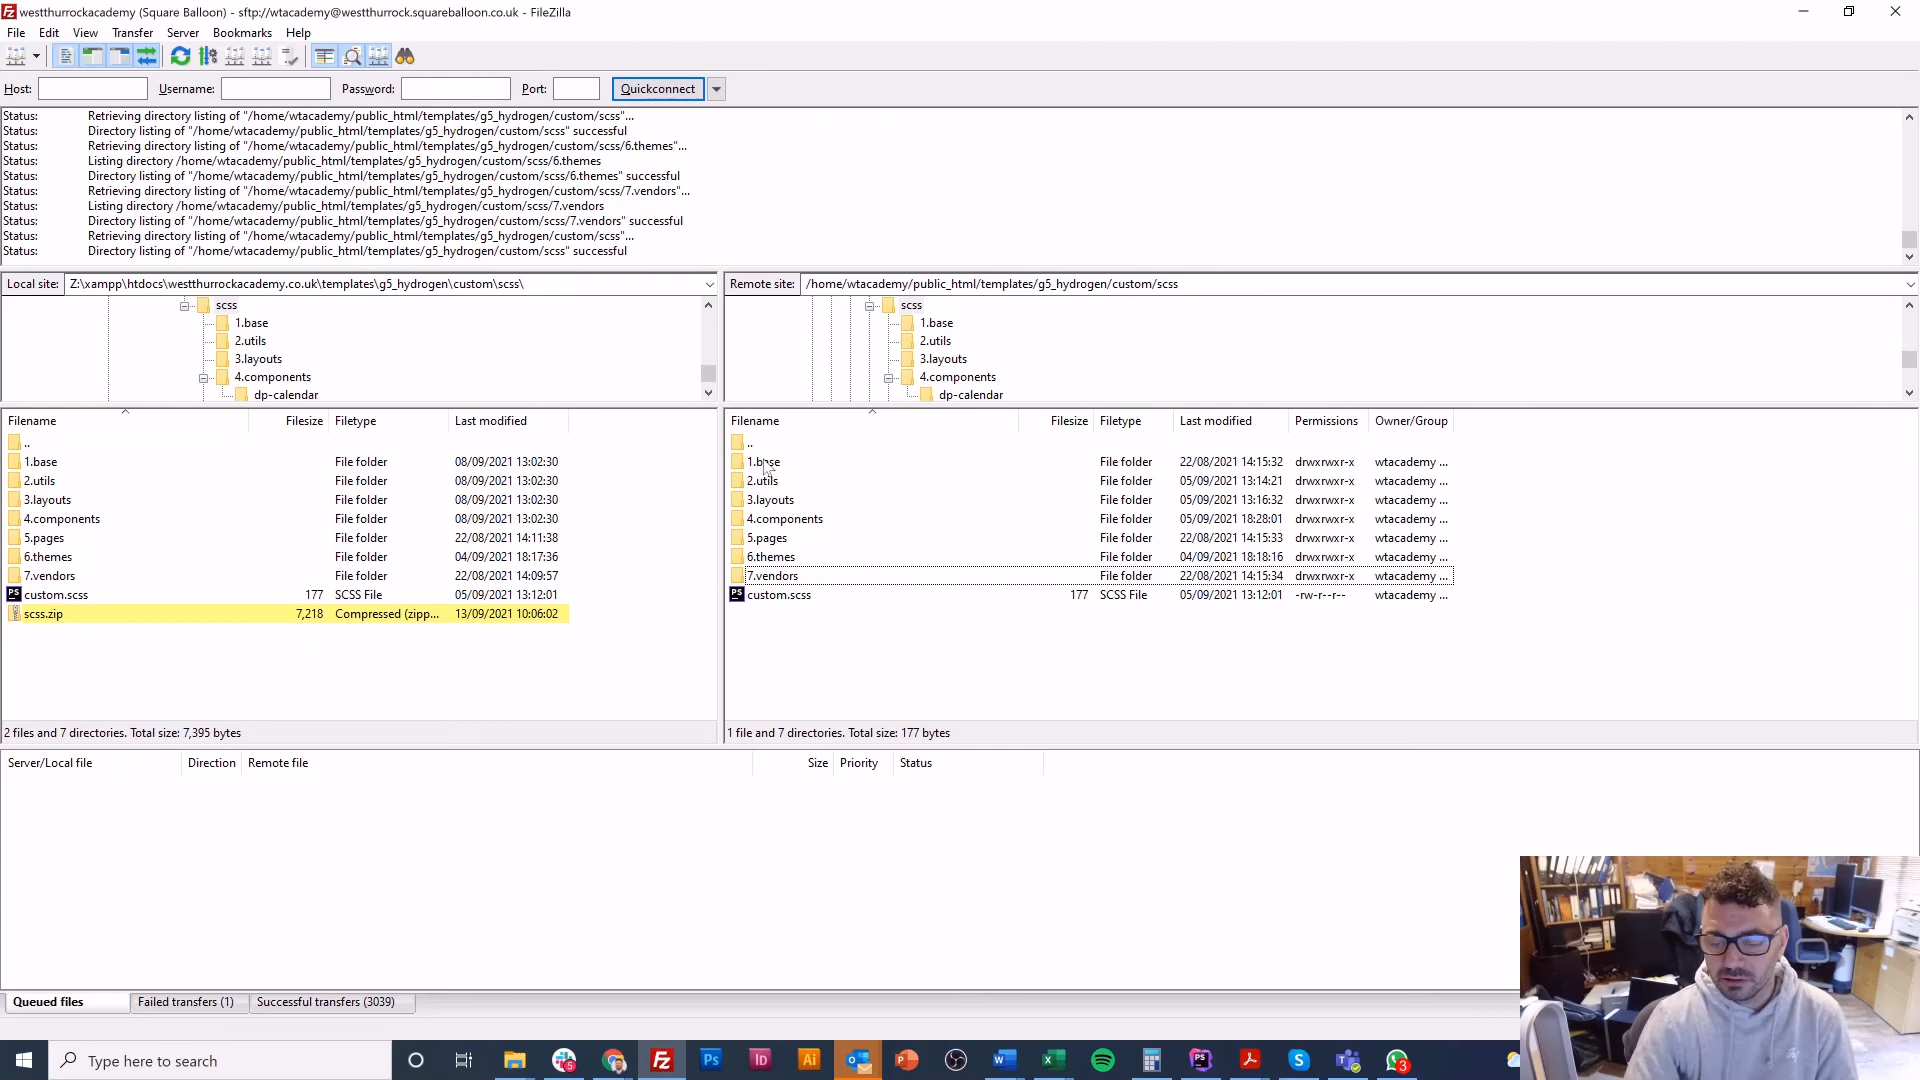 westthurrockacademy (Square Balloon) - sftp://wtacademy@westthurrock.squareballoon.co.uk - FileZilla
File Edit View Transfer Server Bookmarks Help
Host: Username: Password: Port: Quickconnect
Status: Retrieving directory listing of "/home/wtacademy/public_html/templates/g5_hydrogen/custom/scss"...
Status: Directory listing of "/home/wtacademy/public_html/templates/g5_hydrogen/custom/scss" successful
Status: Retrieving directory listing of "/home/wtacademy/public_html/templates/g5_hydrogen/custom/scss/6.themes"...
Status: Listing directory /home/wtacademy/public_html/templates/g5_hydrogen/custom/scss/6.themes
Status: Directory listing of "/home/wtacademy/public_html/templates/g5_hydrogen/custom/scss/6.themes" successful
Status: Retrieving directory listing of "/home/wtacademy/public_html/templates/g5_hydrogen/custom/scss/7.vendors"...
Status: Listing directory /home/wtacademy/public_html/templates/g5_hydrogen/custom/scss/7.vendors
Status: Directory listing of "/home/wtacademy/public_html/templates/g5_hydrogen/custom/scss/7.vendors" successful
Status: Retrieving directory listing of "/home/wtacademy/public_html/templates/g5_hydrogen/custom/scss"...
Status: Directory listing of "/home/wtacademy/public_html/templates/g5_hydrogen/custom/scss" successful
Local site: Z:\xampp\htdocs\westthurrockacademy.co.uk\templates\g5_hydrogen\custom\scss\
scss
1.base
2.utils
3.layouts
4.components
dp-calendar
Filename Filesize Filetype Last modified
..
1.base File folder 08/09/2021 13:02:30
2.utils File folder 08/09/2021 13:02:30
3.layouts File folder 08/09/2021 13:02:30
4.components File folder 08/09/2021 13:02:30
5.pages File folder 22/08/2021 14:11:38
6.themes File folder 04/09/2021 18:17:36
7.vendors File folder 22/08/2021 14:09:57
custom.scss 177 SCSS File 05/09/2021 13:12:01
scss.zip 7,218 Compressed (zipp... 13/09/2021 10:06:02
2 files and 7 directories. Total size: 7,395 bytes
Remote site: /home/wtacademy/public_html/templates/g5_hydrogen/custom/scss
scss
1.base
2.utils
3.layouts
4.components
dp-calendar
Filename Filesize Filetype Last modified Permissions Owner/Group
..
1.base File folder 22/08/2021 14:15:32 drwxrwxr-x wtacademy ...
2.utils File folder 05/09/2021 13:14:21 drwxrwxr-x wtacademy ...
3.layouts File folder 05/09/2021 13:16:32 drwxrwxr-x wtacademy ...
4.components File folder 05/09/2021 18:28:01 drwxrwxr-x wtacademy ...
5.pages File folder 22/08/2021 14:15:33 drwxrwxr-x wtacademy ...
6.themes File folder 04/09/2021 18:18:16 drwxrwxr-x wtacademy ...
7.vendors File folder 22/08/2021 14:15:34 drwxrwxr-x wtacademy ...
custom.scss 177 SCSS File 05/09/2021 13:12:01 -rw-r--r-- wtacademy ...
1 file and 7 directories. Total size: 177 bytes
Server/Local file Direction Remote file Size Priority Status
Queued files Failed transfers (1) Successful transfers (3039)
Type here to search